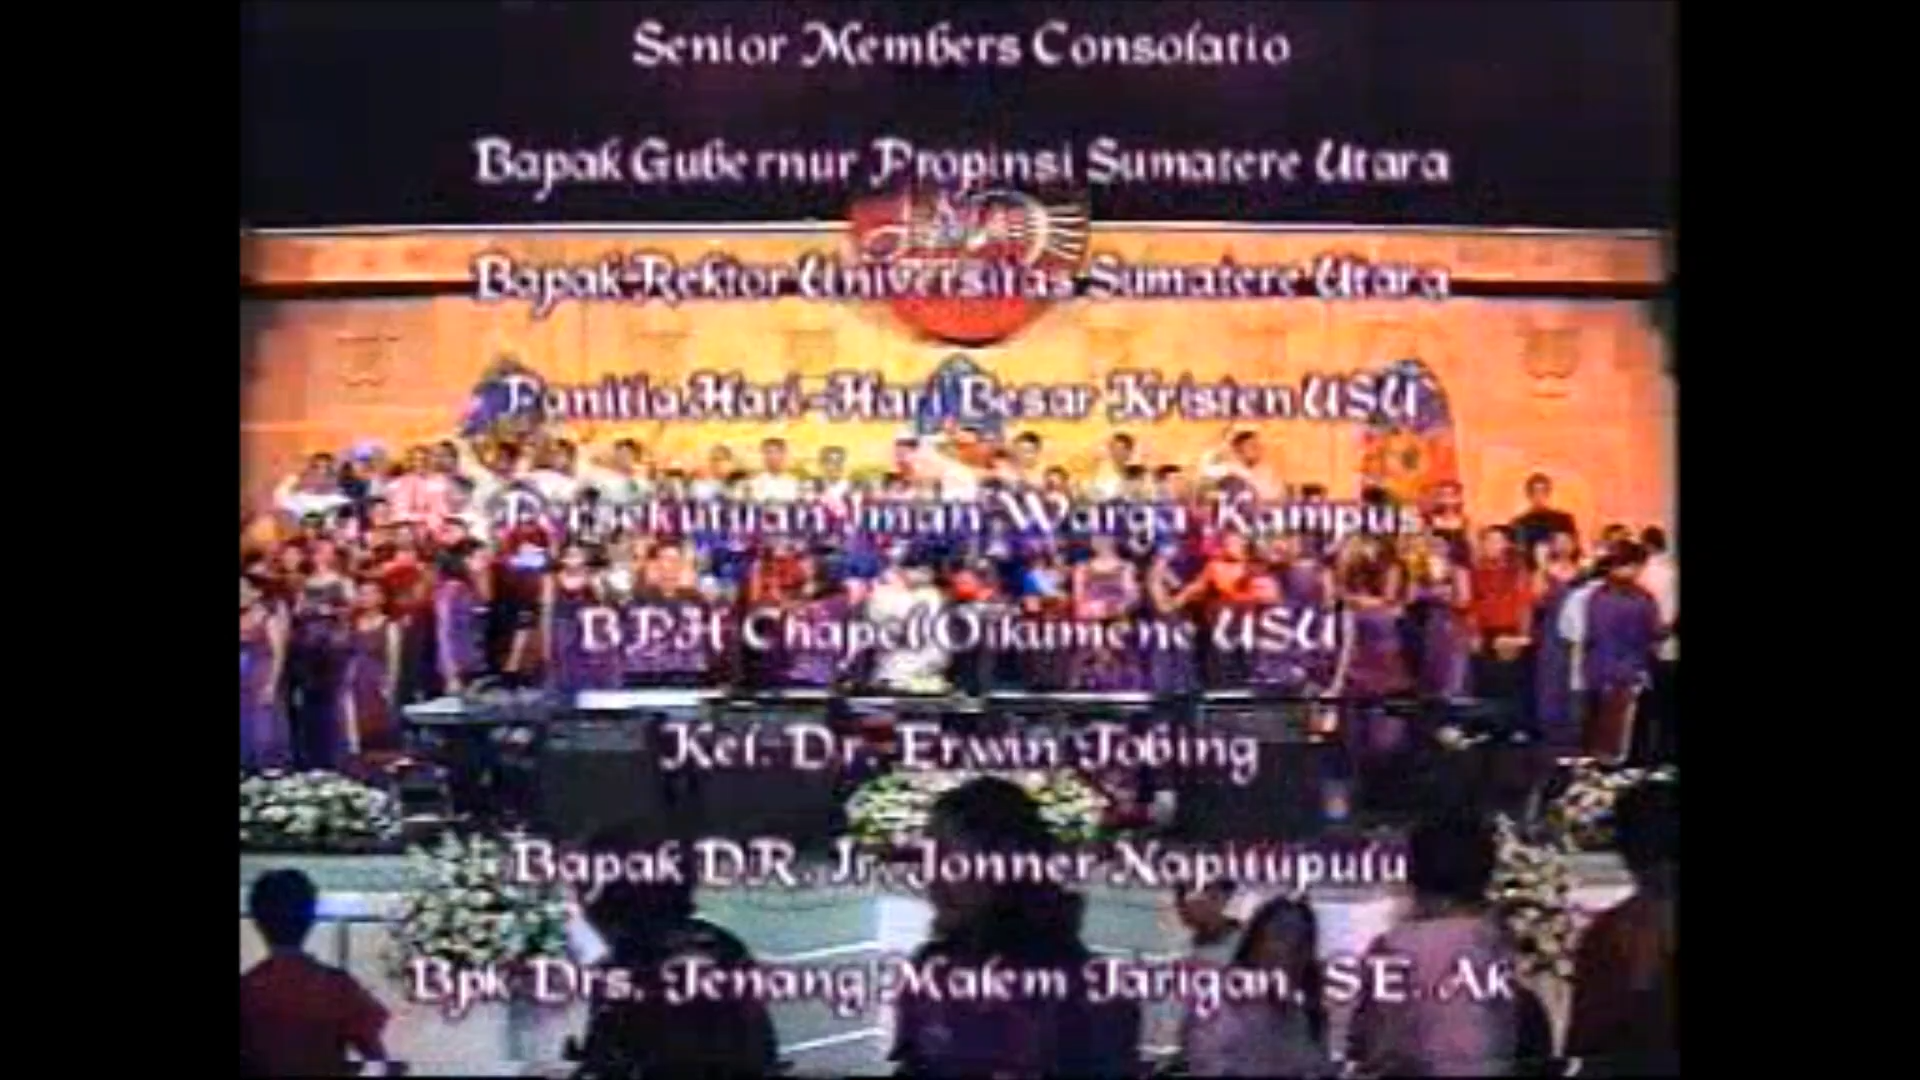 Senior Members Consolatio
Bapak Gubernur Propinsi Sumatere Utara
Bapak Rektor Universitas Sumatere Utara
Panitia Hari-Hari Besar Kristen USU
Persekutuan Iman Warga Kampus
BPH Chapel Oikumene USU
Kel. Dr. Erwin Tobing
Bapak DR. Ir. Jonner Napitupulu
Bpk Drs. Tenang Malem Tarigan, SE. Ak